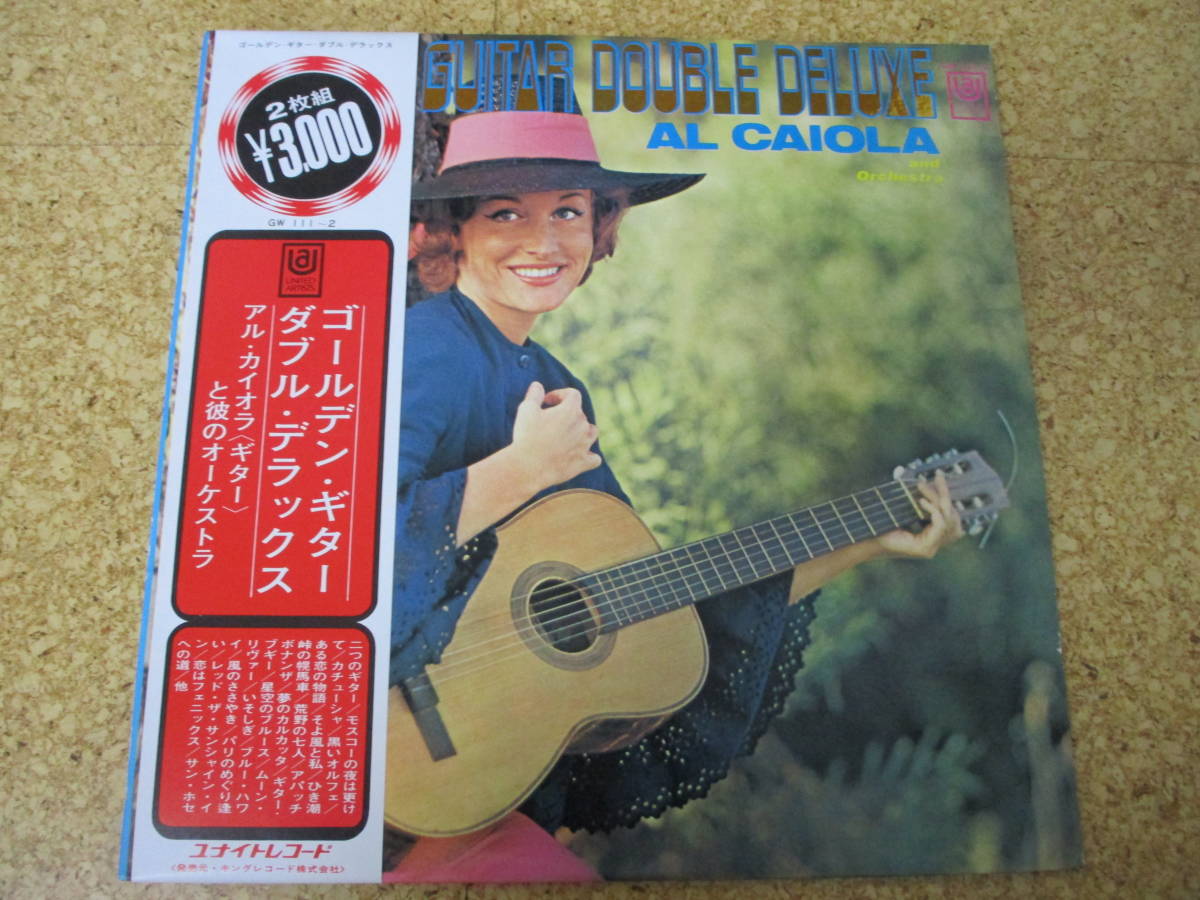 ゴールデン・ギター・ダブル・デラックス
2枚組
¥3,000
GW 111～2
UNITED
ARTISTS
ゴールデン・ギター
ダブル・デラックス
アル・カイオラ〈ギター〉
と彼のオーケストラ
二つのギター/モスコーの夜は更け
て/カチューシャ/黒いオルフェ/
ある恋の物語/そよ風と私/ひき潮
峠の幌馬車/荒野の七人/アパッチ
ボナンザ/夢のカルカッタ/ギター・
ブギー/星空のブルース/ムーン・
リヴァー/いそしぎ/ブルー・ハワ
イ/風のささやき/パリのめぐり逢
い/レッド・ザ・サンシャイン・イ
ン/恋はフェニックス/サン・ホセ
への道/他
ユナイトレコード
〈発売元・キングレコード株式会社〉
GUITAR DOUBLE DELUXE
UA
AL CAIOLA
and
Orchestra